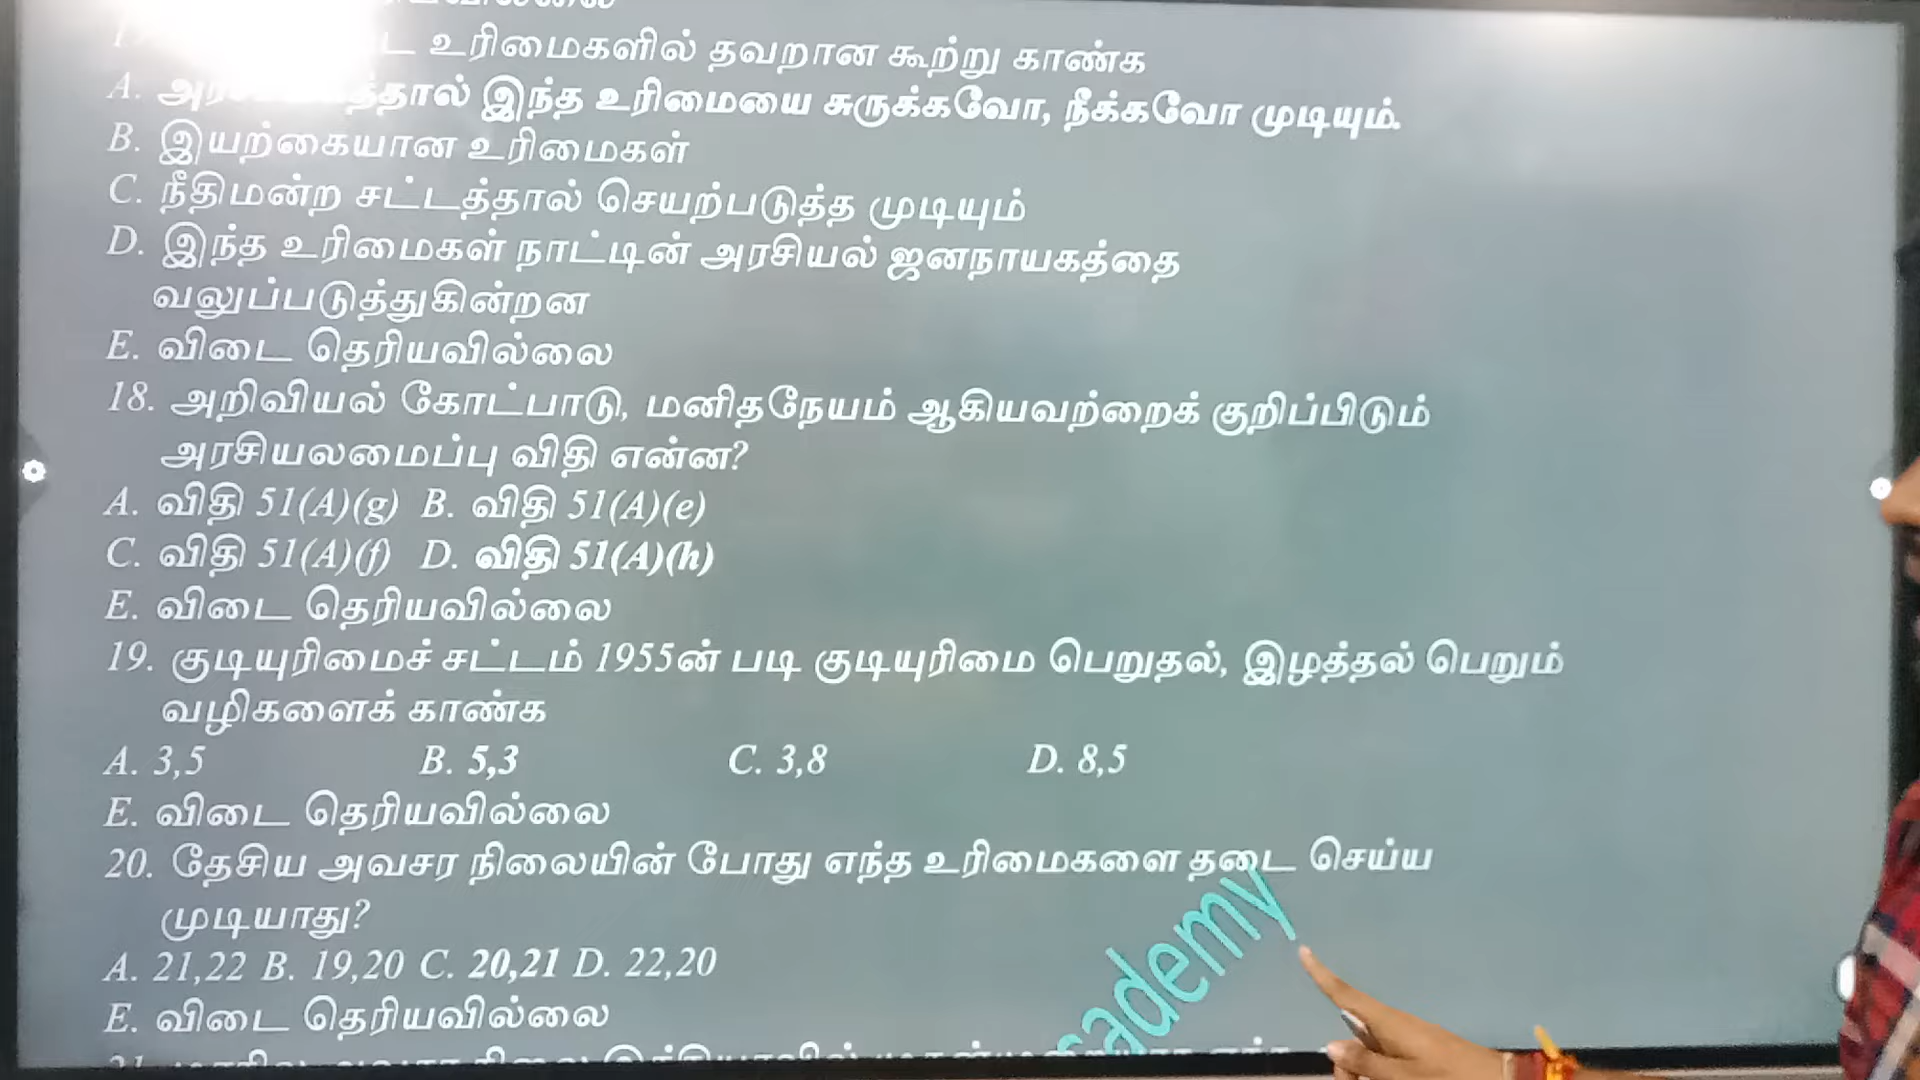 உரிமைகளில் தவறான கூற்று காண்க
A. இந்த உரிமையை சுருக்கவோ, நீக்கவோ முடியும்.
B. இயற்கையான உரிமைகள்
C. நீதிமன்ற சட்டத்தால் செயற்படுத்த முடியும்
D. இந்த உரிமைகள் நாட்டின் அரசியல் ஜனநாயகத்தை
வலுப்படுத்துகின்றன
E. விடை தெரியவில்லை
18. அறிவியல் கோட்பாடு, மனிதநேயம் ஆகியவற்றைக் குறிப்பிடும்
அரசியலமைப்பு விதி என்ன?
A. விதி 51(A)(g) B. விதி 51(A)(e)
C. விதி 51(A)(f) D. விதி 51(A)(h)
E. விடை தெரியவில்லை
19. குடியுரிமைச் சட்டம் 1955ன் படி குடியுரிமை பெறுதல், இழத்தல் பெறும்
வழிகளைக் காண்க
A. 3,5 B. 5,3 C. 3,8 D. 8,5
E. விடை தெரியவில்லை
20. தேசிய அவசர நிலையின் போது எந்த உரிமைகளை தடை செய்ய
முடியாது?
A. 21,22 B. 19,20 C. 20,21 D. 22,20
E. விடை தெரியவில்லை